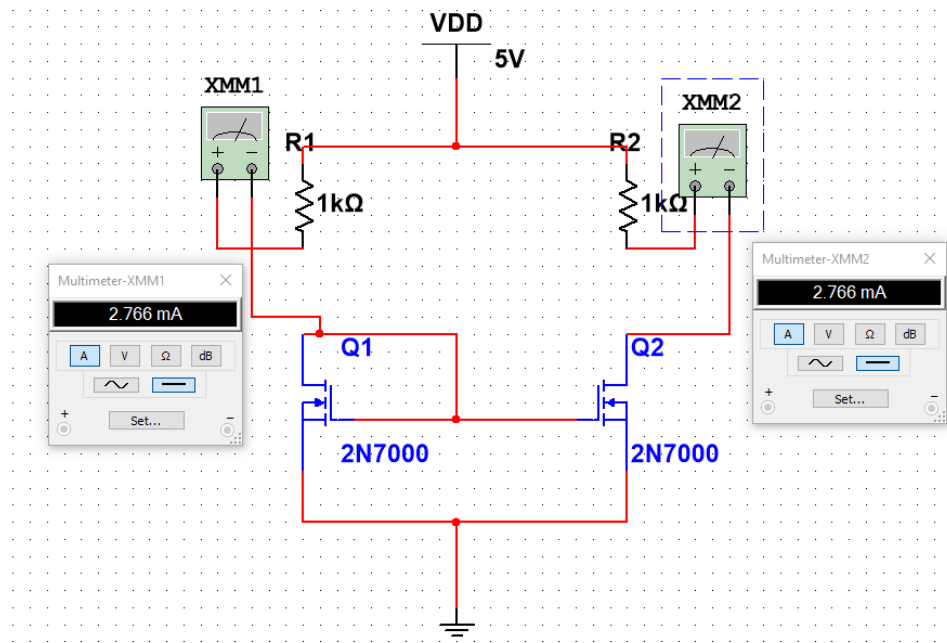 VDD
5V
XMM1
XMM2
R1
R2
+ −
+ −
1kΩ
1kΩ
Multimeter-XMM1
2.766 mA
A V Ω dB
+
Set...
−
Multimeter-XMM2
2.766 mA
A V Ω dB
+
Set...
−
Q1
Q2
2N7000
2N7000